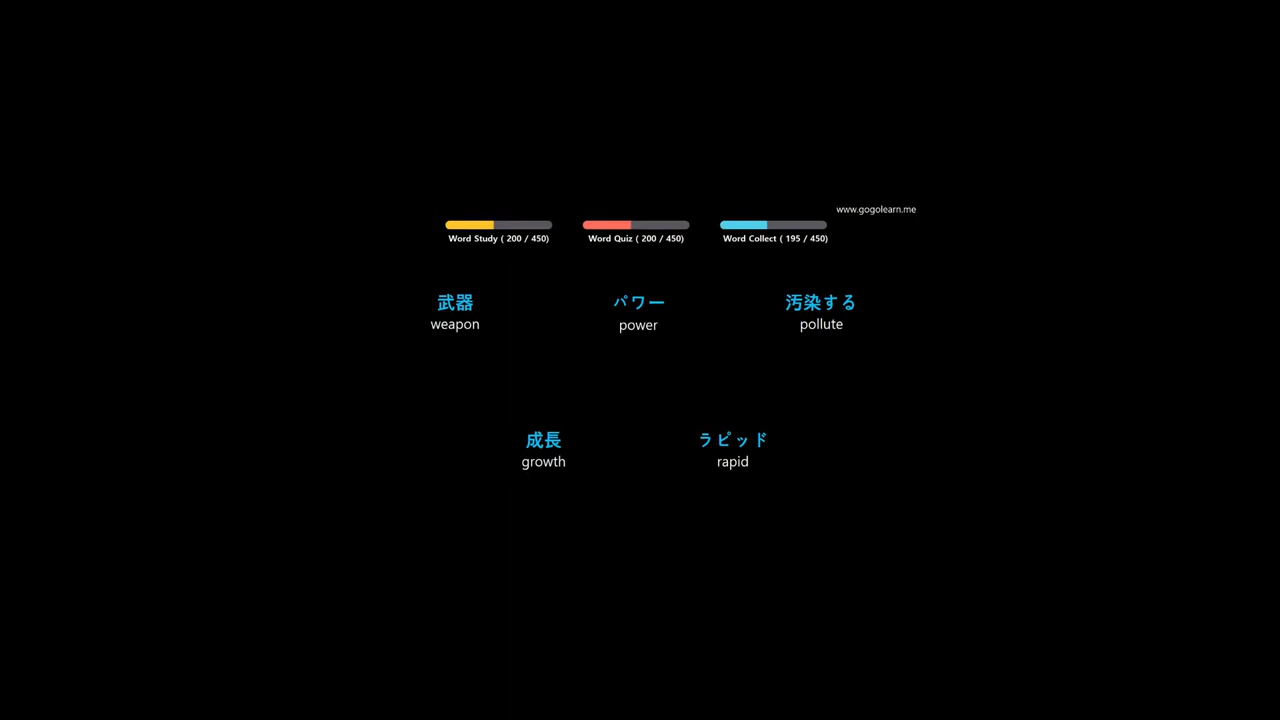 www.gogolearn.me
Word Study ( 200 / 450)
Word Quiz ( 200 / 450)
Word Collect ( 195 / 450)
武器
weapon
パワー
power
汚染する
pollute
成長
growth
ラピッド
rapid